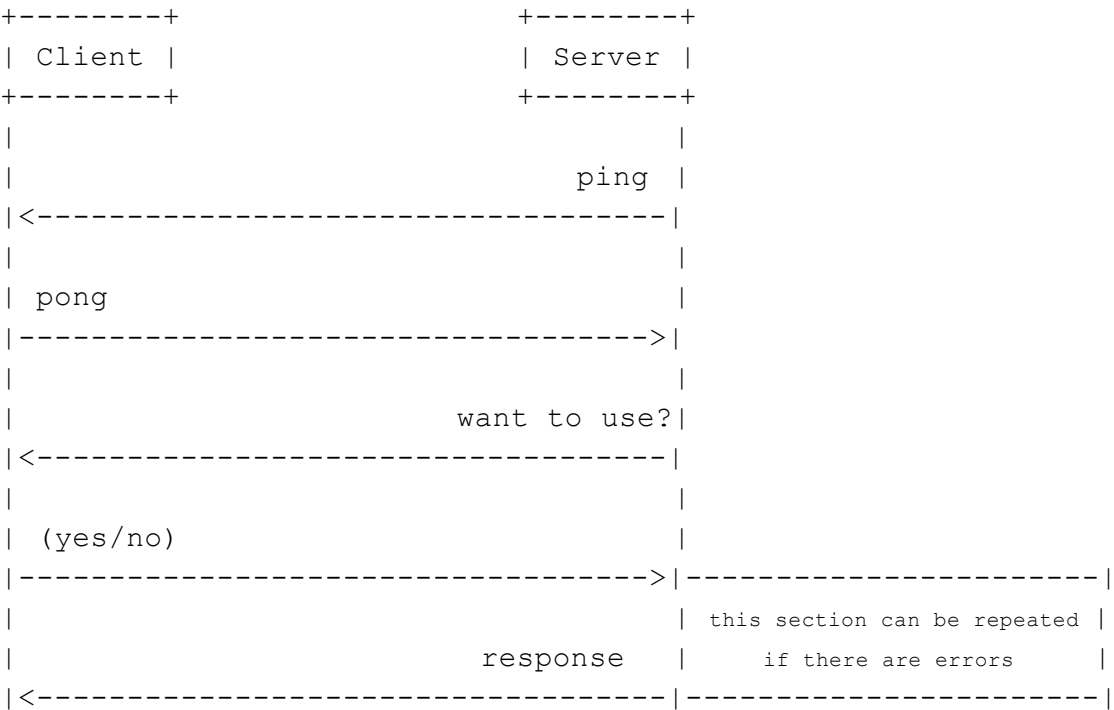 Client
Server
ping
pong
want to use?
(yes/no)
this section can be repeated
response
if there are errors